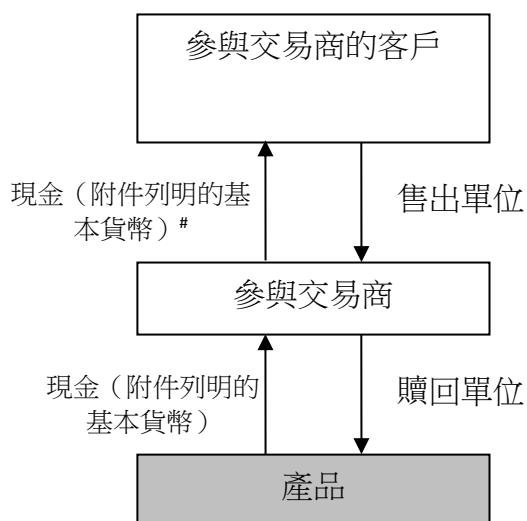 參與交易商的客戶
現金（附件列明的基
本貨幣）#
售出單位
參與交易商
現金（附件列明的
基本貨幣）
贖回單位
產品